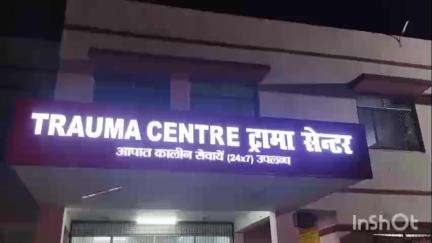 TRAUMA CENTRE ट्रामा सेन्टर
आपात कालीन सेवायें (24x7) उपलब्ध
InShOt